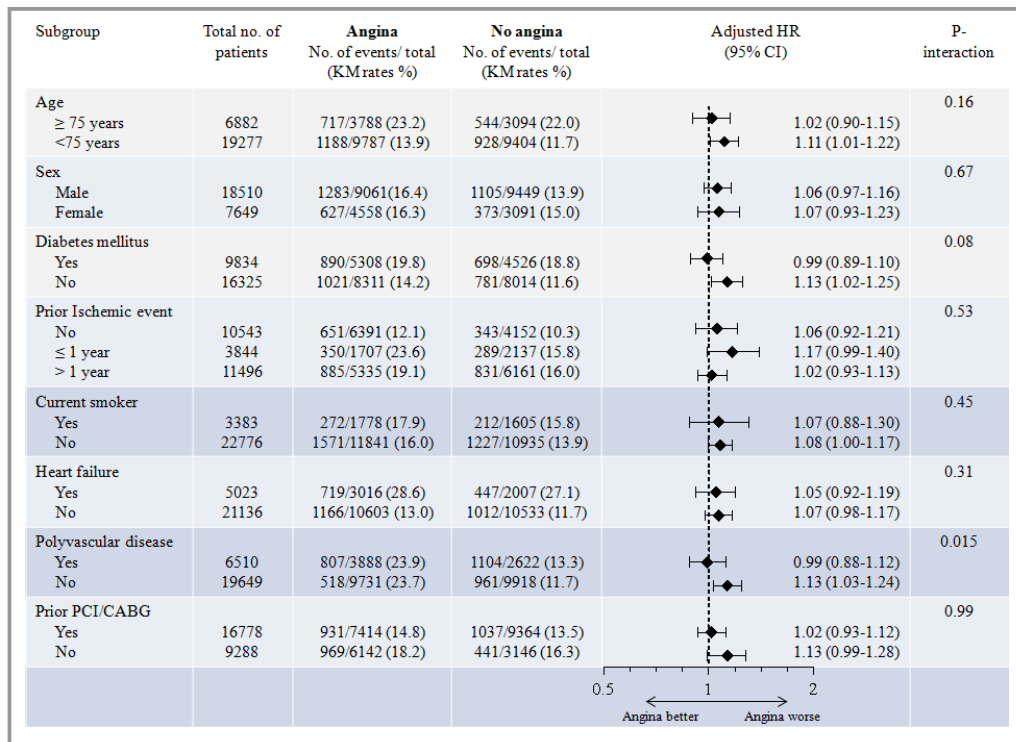 Subgroup Total no. of patients Angina No. of events/ total (KM rates %) No angina No. of events/ total (KM rates %) Adjusted HR (95% CI) P-interaction
Age 0.16
≥ 75 years 6882 717/3788 (23.2) 544/3094 (22.0) 1.02 (0.90-1.15)
<75 years 19277 1188/9787 (13.9) 928/9404 (11.7) 1.11 (1.01-1.22)
Sex 0.67
Male 18510 1283/9061(16.4) 1105/9449 (13.9) 1.06 (0.97-1.16)
Female 7649 627/4558 (16.3) 373/3091 (15.0) 1.07 (0.93-1.23)
Diabetes mellitus 0.08
Yes 9834 890/5308 (19.8) 698/4526 (18.8) 0.99 (0.89-1.10)
No 16325 1021/8311 (14.2) 781/8014 (11.6) 1.13 (1.02-1.25)
Prior Ischemic event 0.53
No 10543 651/6391 (12.1) 343/4152 (10.3) 1.06 (0.92-1.21)
≤ 1 year 3844 350/1707 (23.6) 289/2137 (15.8) 1.17 (0.99-1.40)
> 1 year 11496 885/5335 (19.1) 831/6161 (16.0) 1.02 (0.93-1.13)
Current smoker 0.45
Yes 3383 272/1778 (17.9) 212/1605 (15.8) 1.07 (0.88-1.30)
No 22776 1571/11841 (16.0) 1227/10935 (13.9) 1.08 (1.00-1.17)
Heart failure 0.31
Yes 5023 719/3016 (28.6) 447/2007 (27.1) 1.05 (0.92-1.19)
No 21136 1166/10603 (13.0) 1012/10533 (11.7) 1.07 (0.98-1.17)
Polyvascular disease 0.015
Yes 6510 807/3888 (23.9) 1104/2622 (13.3) 0.99 (0.88-1.12)
No 19649 518/9731 (23.7) 961/9918 (11.7) 1.13 (1.03-1.24)
Prior PCI/CABG 0.99
Yes 16778 931/7414 (14.8) 1037/9364 (13.5) 1.02 (0.93-1.12)
No 9288 969/6142 (18.2) 441/3146 (16.3) 1.13 (0.99-1.28)
0.5 1 2
Angina better Angina worse